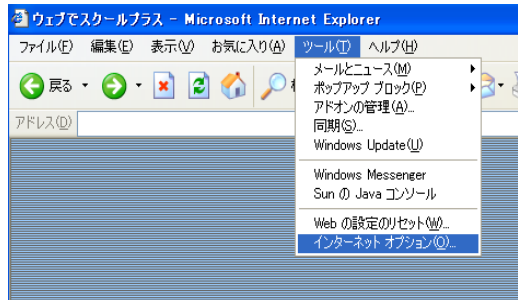 ウェブでスクールプラス - Microsoft Internet Explorer
ファイル(F) 編集(E) 表示(V) お気に入り(A) ツール(T) ヘルプ(H)
戻る
アドレス(D)
メールとニュース(M)
ポップアップ ブロック(P)
アドオンの管理(A)...
同期(S)...
Windows Update(U)
Windows Messenger
Sun の Java コンソール
Web の設定のリセット(W)...
インターネット オプション(O)...